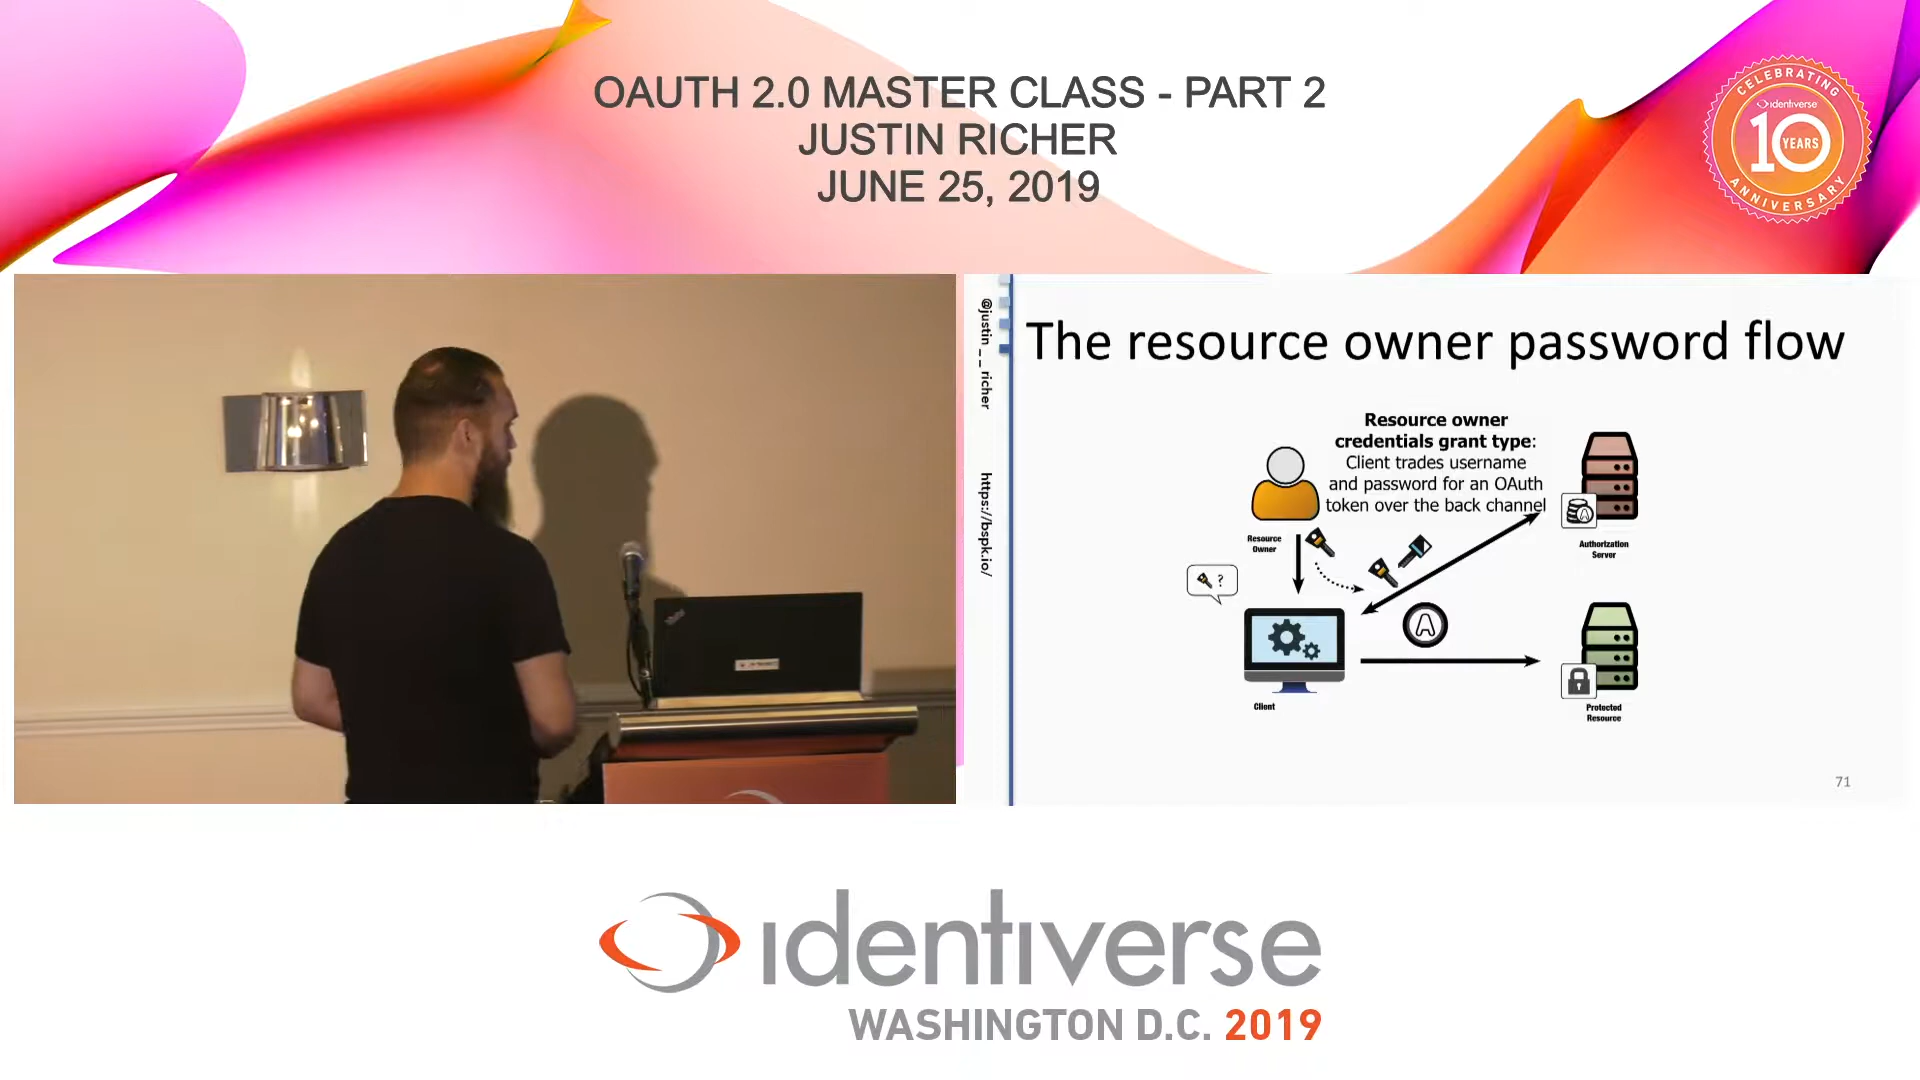 OAUTH 2.0 MASTER CLASS - PART 2
JUSTIN RICHER
JUNE 25, 2019
CELEBRATING
identiverse
10
YEARS
ANNIVERSARY
@justin__richer
https://bspk.io/
The resource owner password flow
Resource owner
credentials grant type:
Client trades username
and password for an OAuth
token over the back channel
Resource
Owner
A
Authorization
Server
?
A
Client
Protected
Resource
71
identiverse
WASHINGTON D.C. 2019